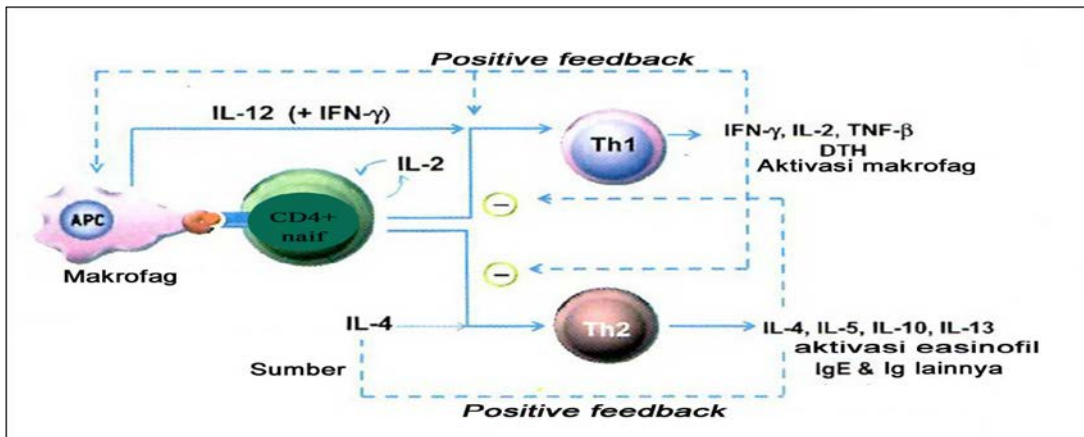 Positive feedback
IL-12 (+ IFN-γ)
IL-2
Th1
IFN-γ, IL-2, TNF-β
DTH
Aktivasi makrofag
APC
CD4+
naif
Makrofag
IL-4
Th2
IL-4, IL-5, IL-10, IL-13
aktivasi easinofil
IgE & Ig lainnya
Sumber
Positive feedback